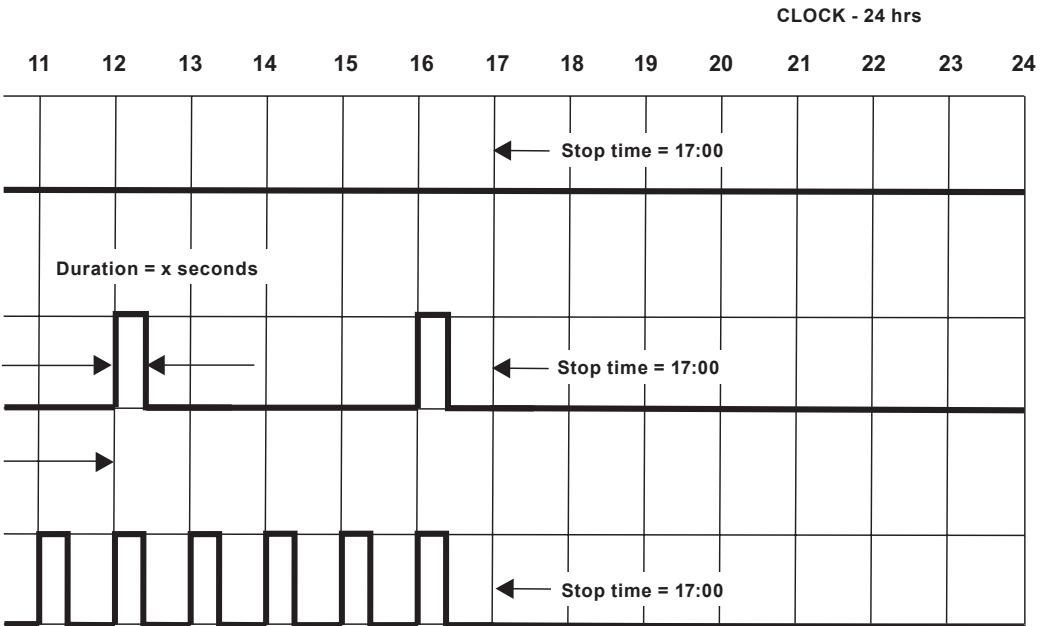 CLOCK - 24 hrs
11 12 13 14 15 16 17 18 19 20 21 22 23 24
Stop time = 17:00
Duration = x seconds
Stop time = 17:00
Stop time = 17:00